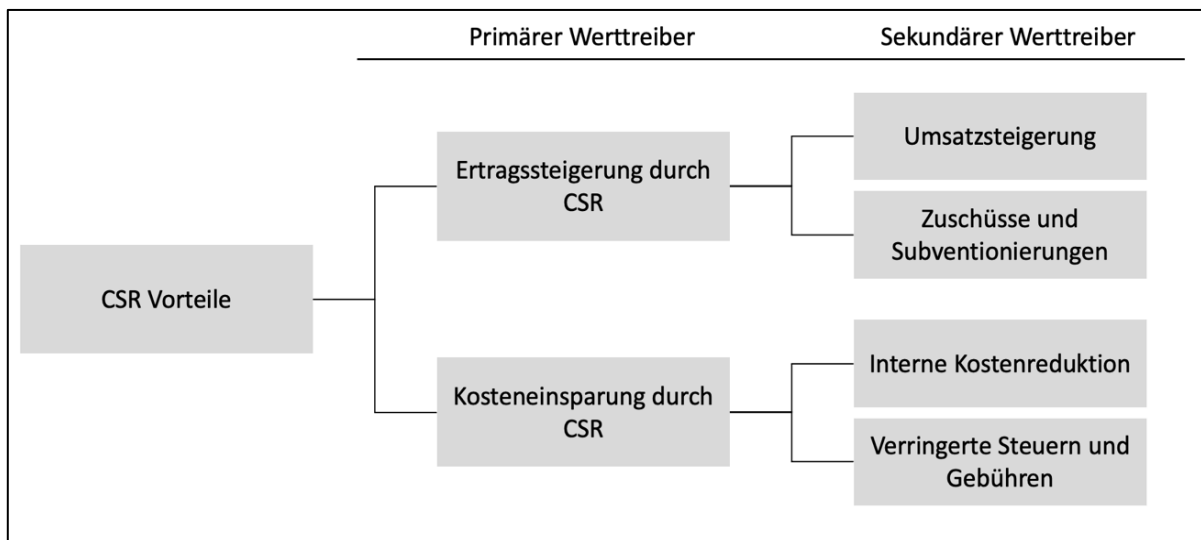 Primärer Werttreiber
Sekundärer Werttreiber
CSR Vorteile
Ertragssteigerung durch
CSR
Umsatzsteigerung
Zuschüsse und
Subventionierungen
Kosteneinsparung durch
CSR
Interne Kostenreduktion
Verringerte Steuern und
Gebühren